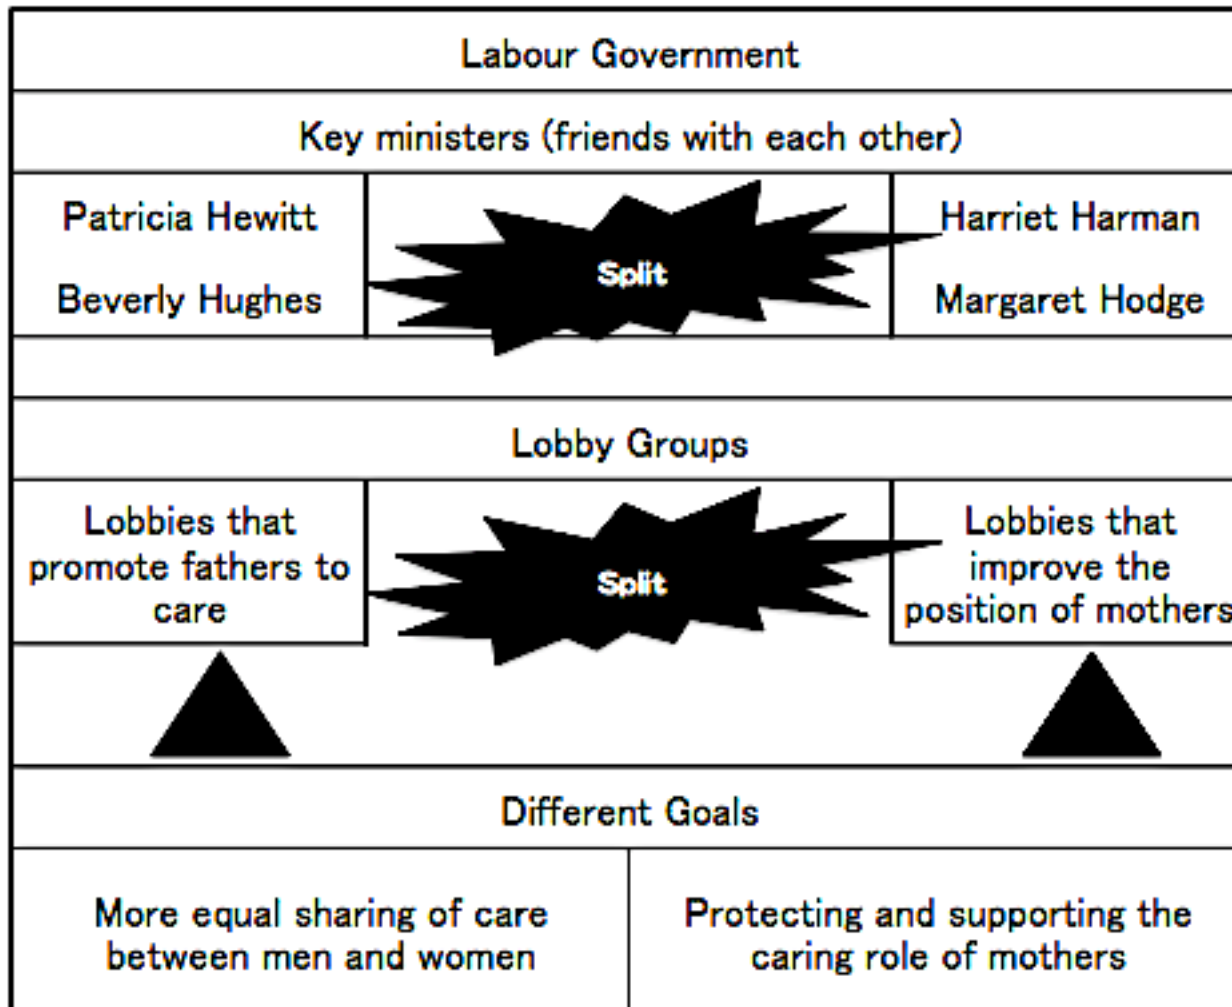 Labour Government
Key ministers (friends with each other)
Patricia Hewitt
Beverly Hughes
Split
Harriet Harman
Margaret Hodge
Lobby Groups
Lobbies that
promote fathers to
care
Split
Lobbies that
improve the
position of mothers
Different Goals
More equal sharing of care
between men and women
Protecting and supporting the
caring role of mothers